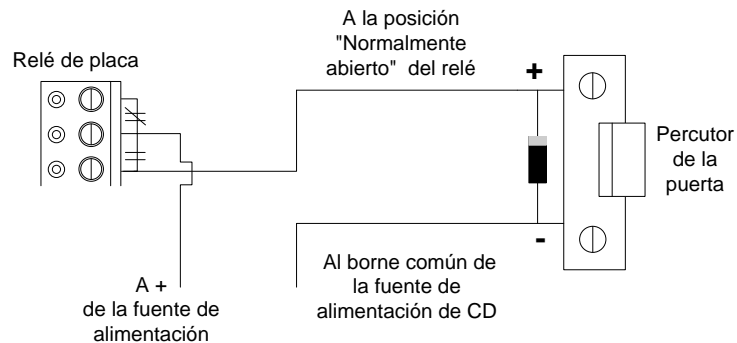 A la posición
"Normalmente
abierto" del relé
Relé de placa
+
Percutor
de la
puerta
-
A +
de la fuente de
alimentación
Al borne común de
la fuente de
alimentación de CD